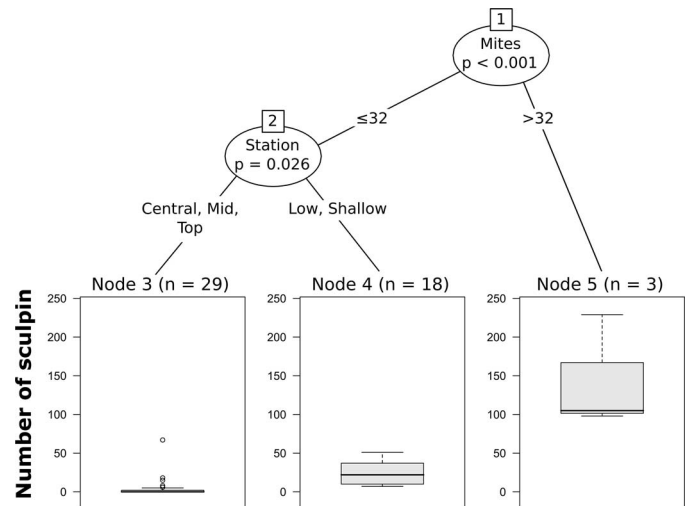 1
Mites
p < 0.001
≤32
>32
2
Station
p = 0.026
Central, Mid,
Top
Low, Shallow
Number of sculpin
Node 3 (n = 29)
250
200
150
100
50
0
Node 4 (n = 18)
250
200
150
100
50
0
Node 5 (n = 3)
250
200
150
100
50
0